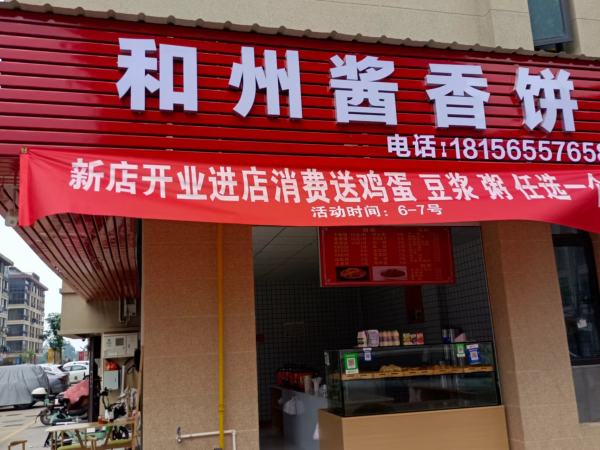 和州酱香饼
电话：18156557658
新店开业进店消费送鸡蛋 豆浆 粥 任选一
活动时间：6-7号